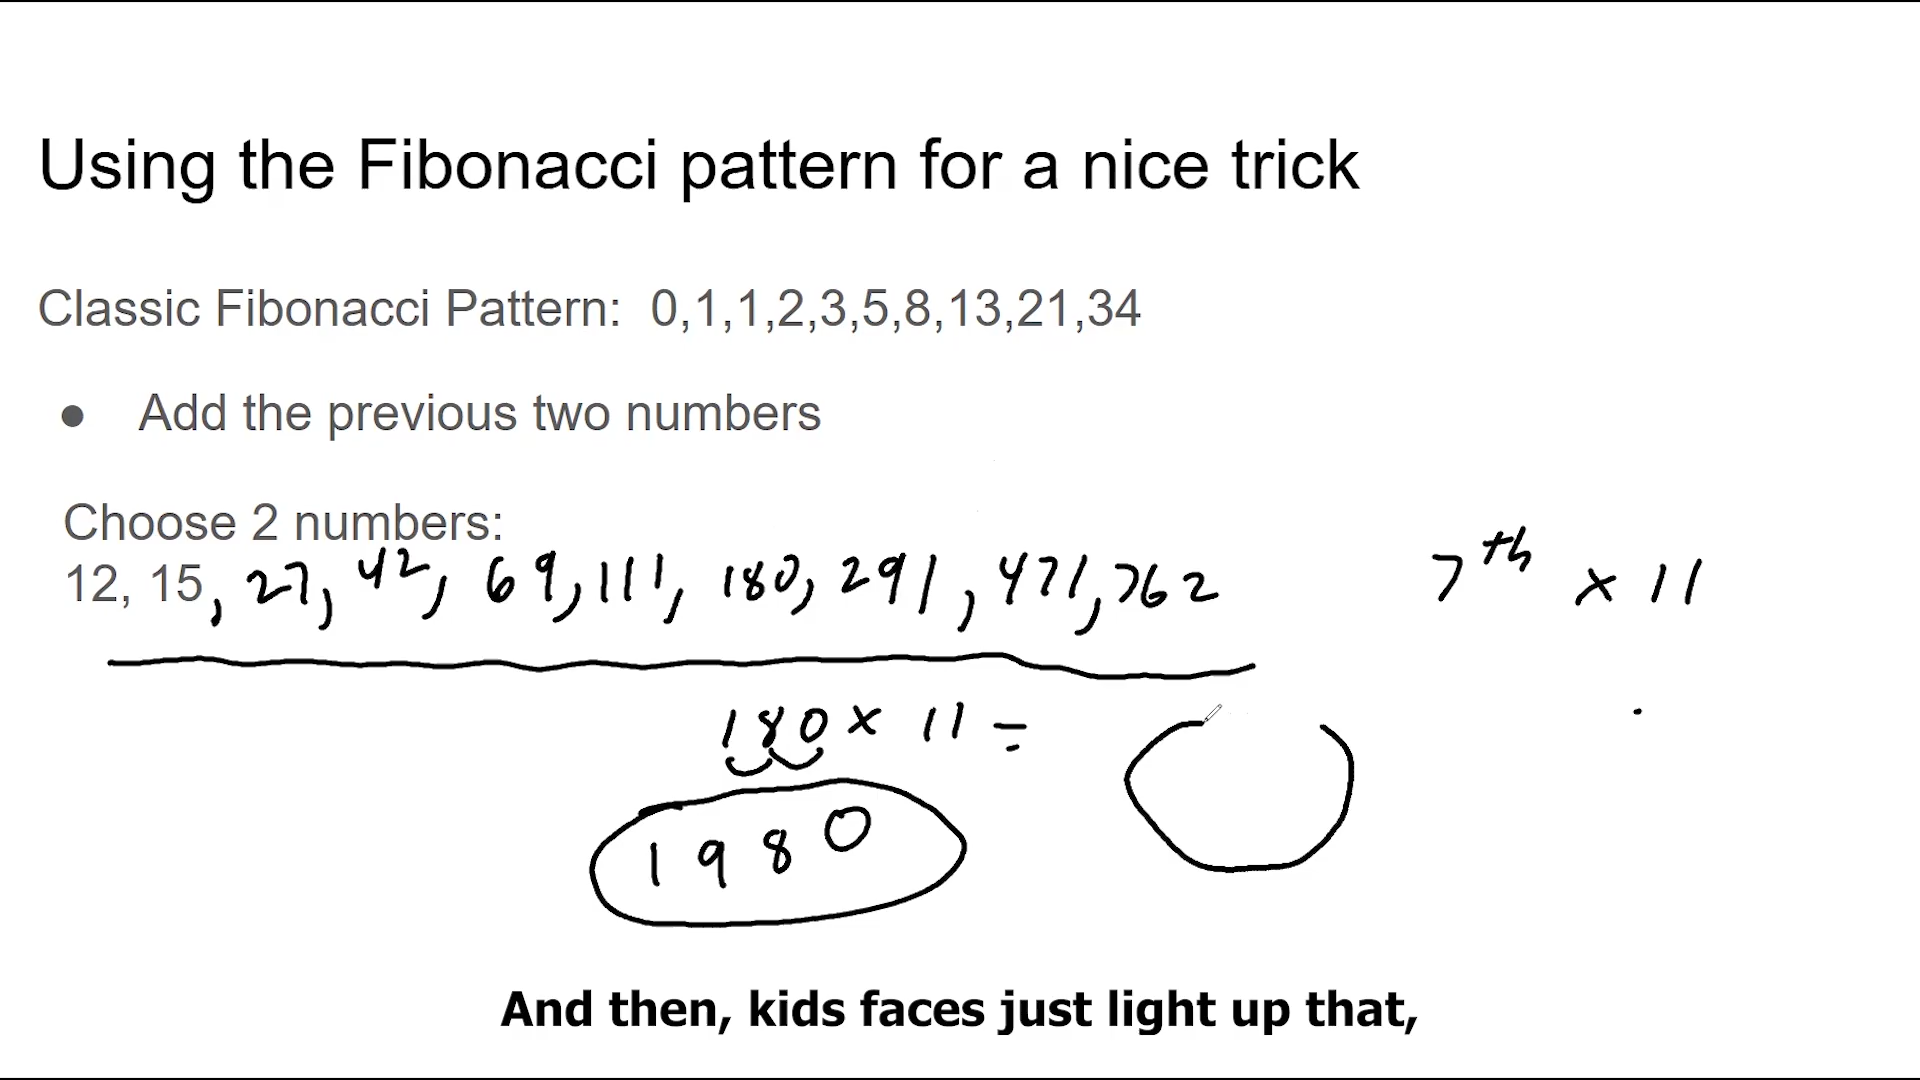 Using the Fibonacci pattern for a nice trick
Classic Fibonacci Pattern: 0,1,1,2,3,5,8,13,21,34
● Add the previous two numbers
Choose 2 numbers:
12, 15, 27, 42, 69, 111, 180, 291, 471, 762
7th x 11
180 x 11 =
1980
And then, kids faces just light up that,